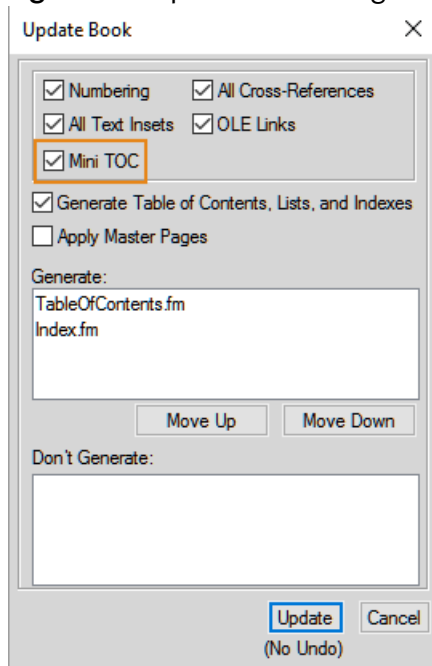 Update Book
Numbering All Cross-References
All Text Insets OLE Links
Mini TOC
Generate Table of Contents, Lists, and Indexes
Apply Master Pages
Generate:
TableOfContents.fm
Index.fm
Move Up Move Down
Don't Generate:
Update Cancel
(No Undo)